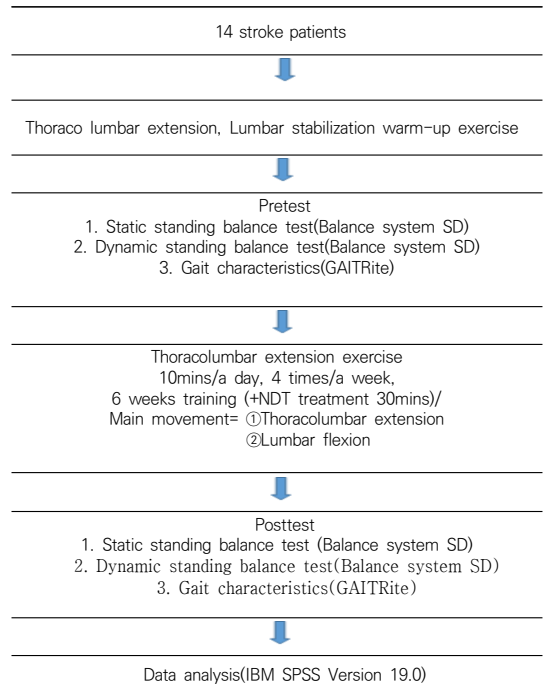 14 stroke patients
Thoraco lumbar extension, Lumbar stabilization warm-up exercise
Pretest
1. Static standing balance test(Balance system SD)
2. Dynamic standing balance test(Balance system SD)
3. Gait characteristics(GAITRite)
Thoracolumbar extension exercise
10mins/a day, 4 times/a week,
6 weeks training (+NDT treatment 30mins)/
Main movement= ①Thoracolumbar extension
②Lumbar flexion
Posttest
1. Static standing balance test (Balance system SD)
2. Dynamic standing balance test(Balance system SD)
3. Gait characteristics(GAITRite)
Data analysis(IBM SPSS Version 19.0)